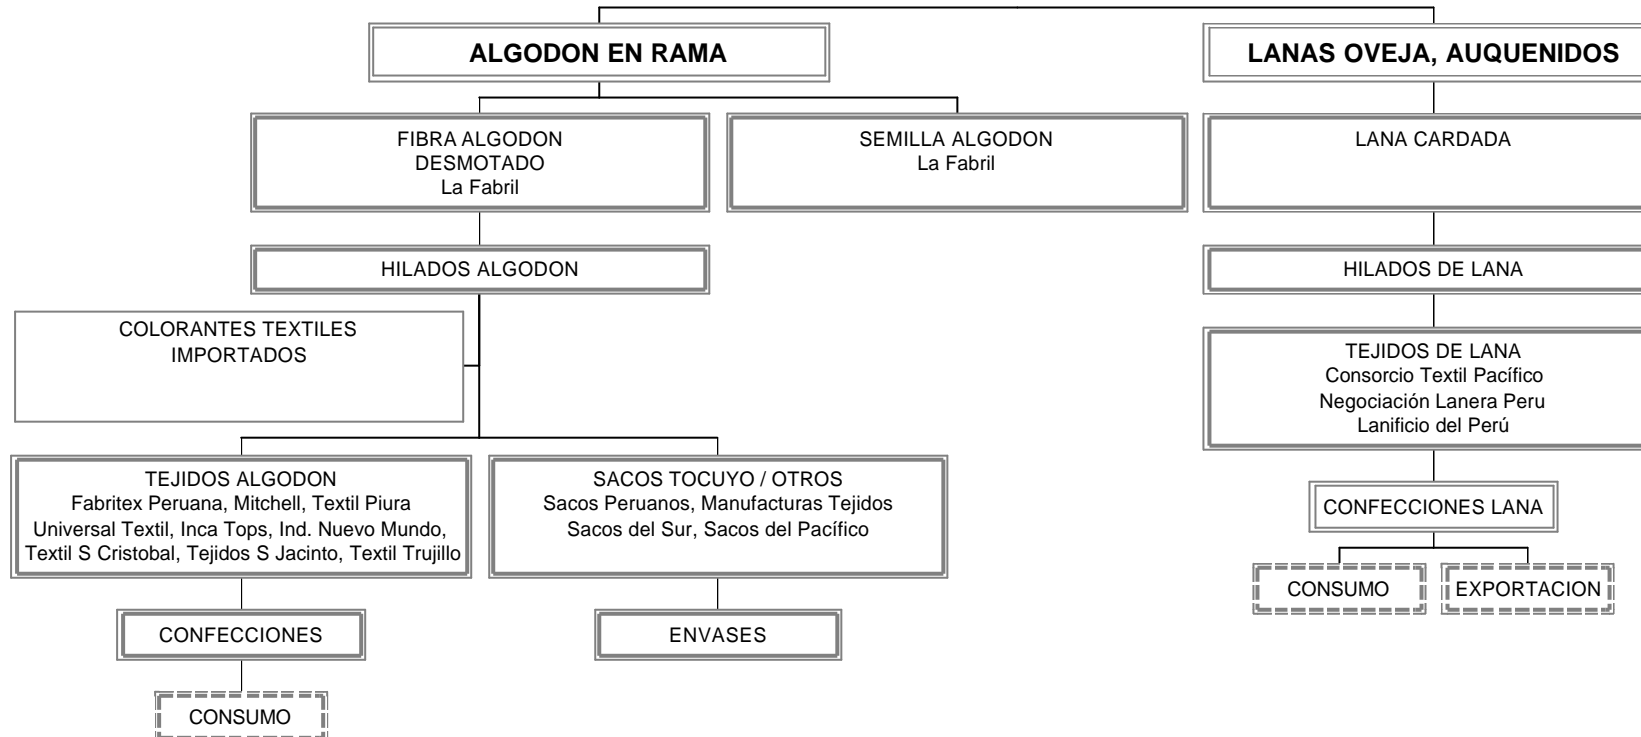 ALGODON EN RAMA
LANAS OVEJA, AUQUENIDOS
FIBRA ALGODON
DESMOTADO
La Fabril
SEMILLA ALGODON
La Fabril
LANA CARDADA
HILADOS ALGODON
HILADOS DE LANA
COLORANTES TEXTILES
IMPORTADOS
TEJIDOS DE LANA
Consorcio Textil Pacífico
Negociación Lanera Peru
Lanificio del Perú
TEJIDOS ALGODON
Fabritex Peruana, Mitchell, Textil Piura
Universal Textil, Inca Tops, Ind. Nuevo Mundo,
Textil S Cristobal, Tejidos S Jacinto, Textil Trujillo
SACOS TOCUYO / OTROS
Sacos Peruanos, Manufacturas Tejidos
Sacos del Sur, Sacos del Pacífico
CONFECCIONES LANA
CONSUMO
EXPORTACION
CONFECCIONES
ENVASES
CONSUMO